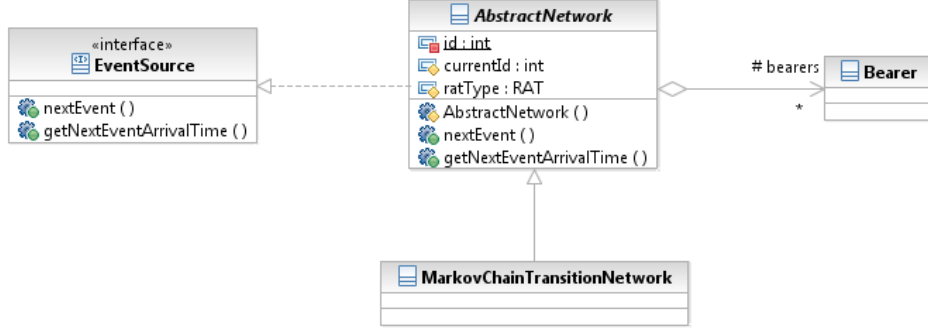 «interface»
EventSource
nextEvent ( )
getNextEventArrivalTime ( )
AbstractNetwork
id : int
currentId : int
ratType : RAT
AbstractNetwork ( )
nextEvent ( )
getNextEventArrivalTime ( )
# bearers
*
Bearer
MarkovChainTransitionNetwork